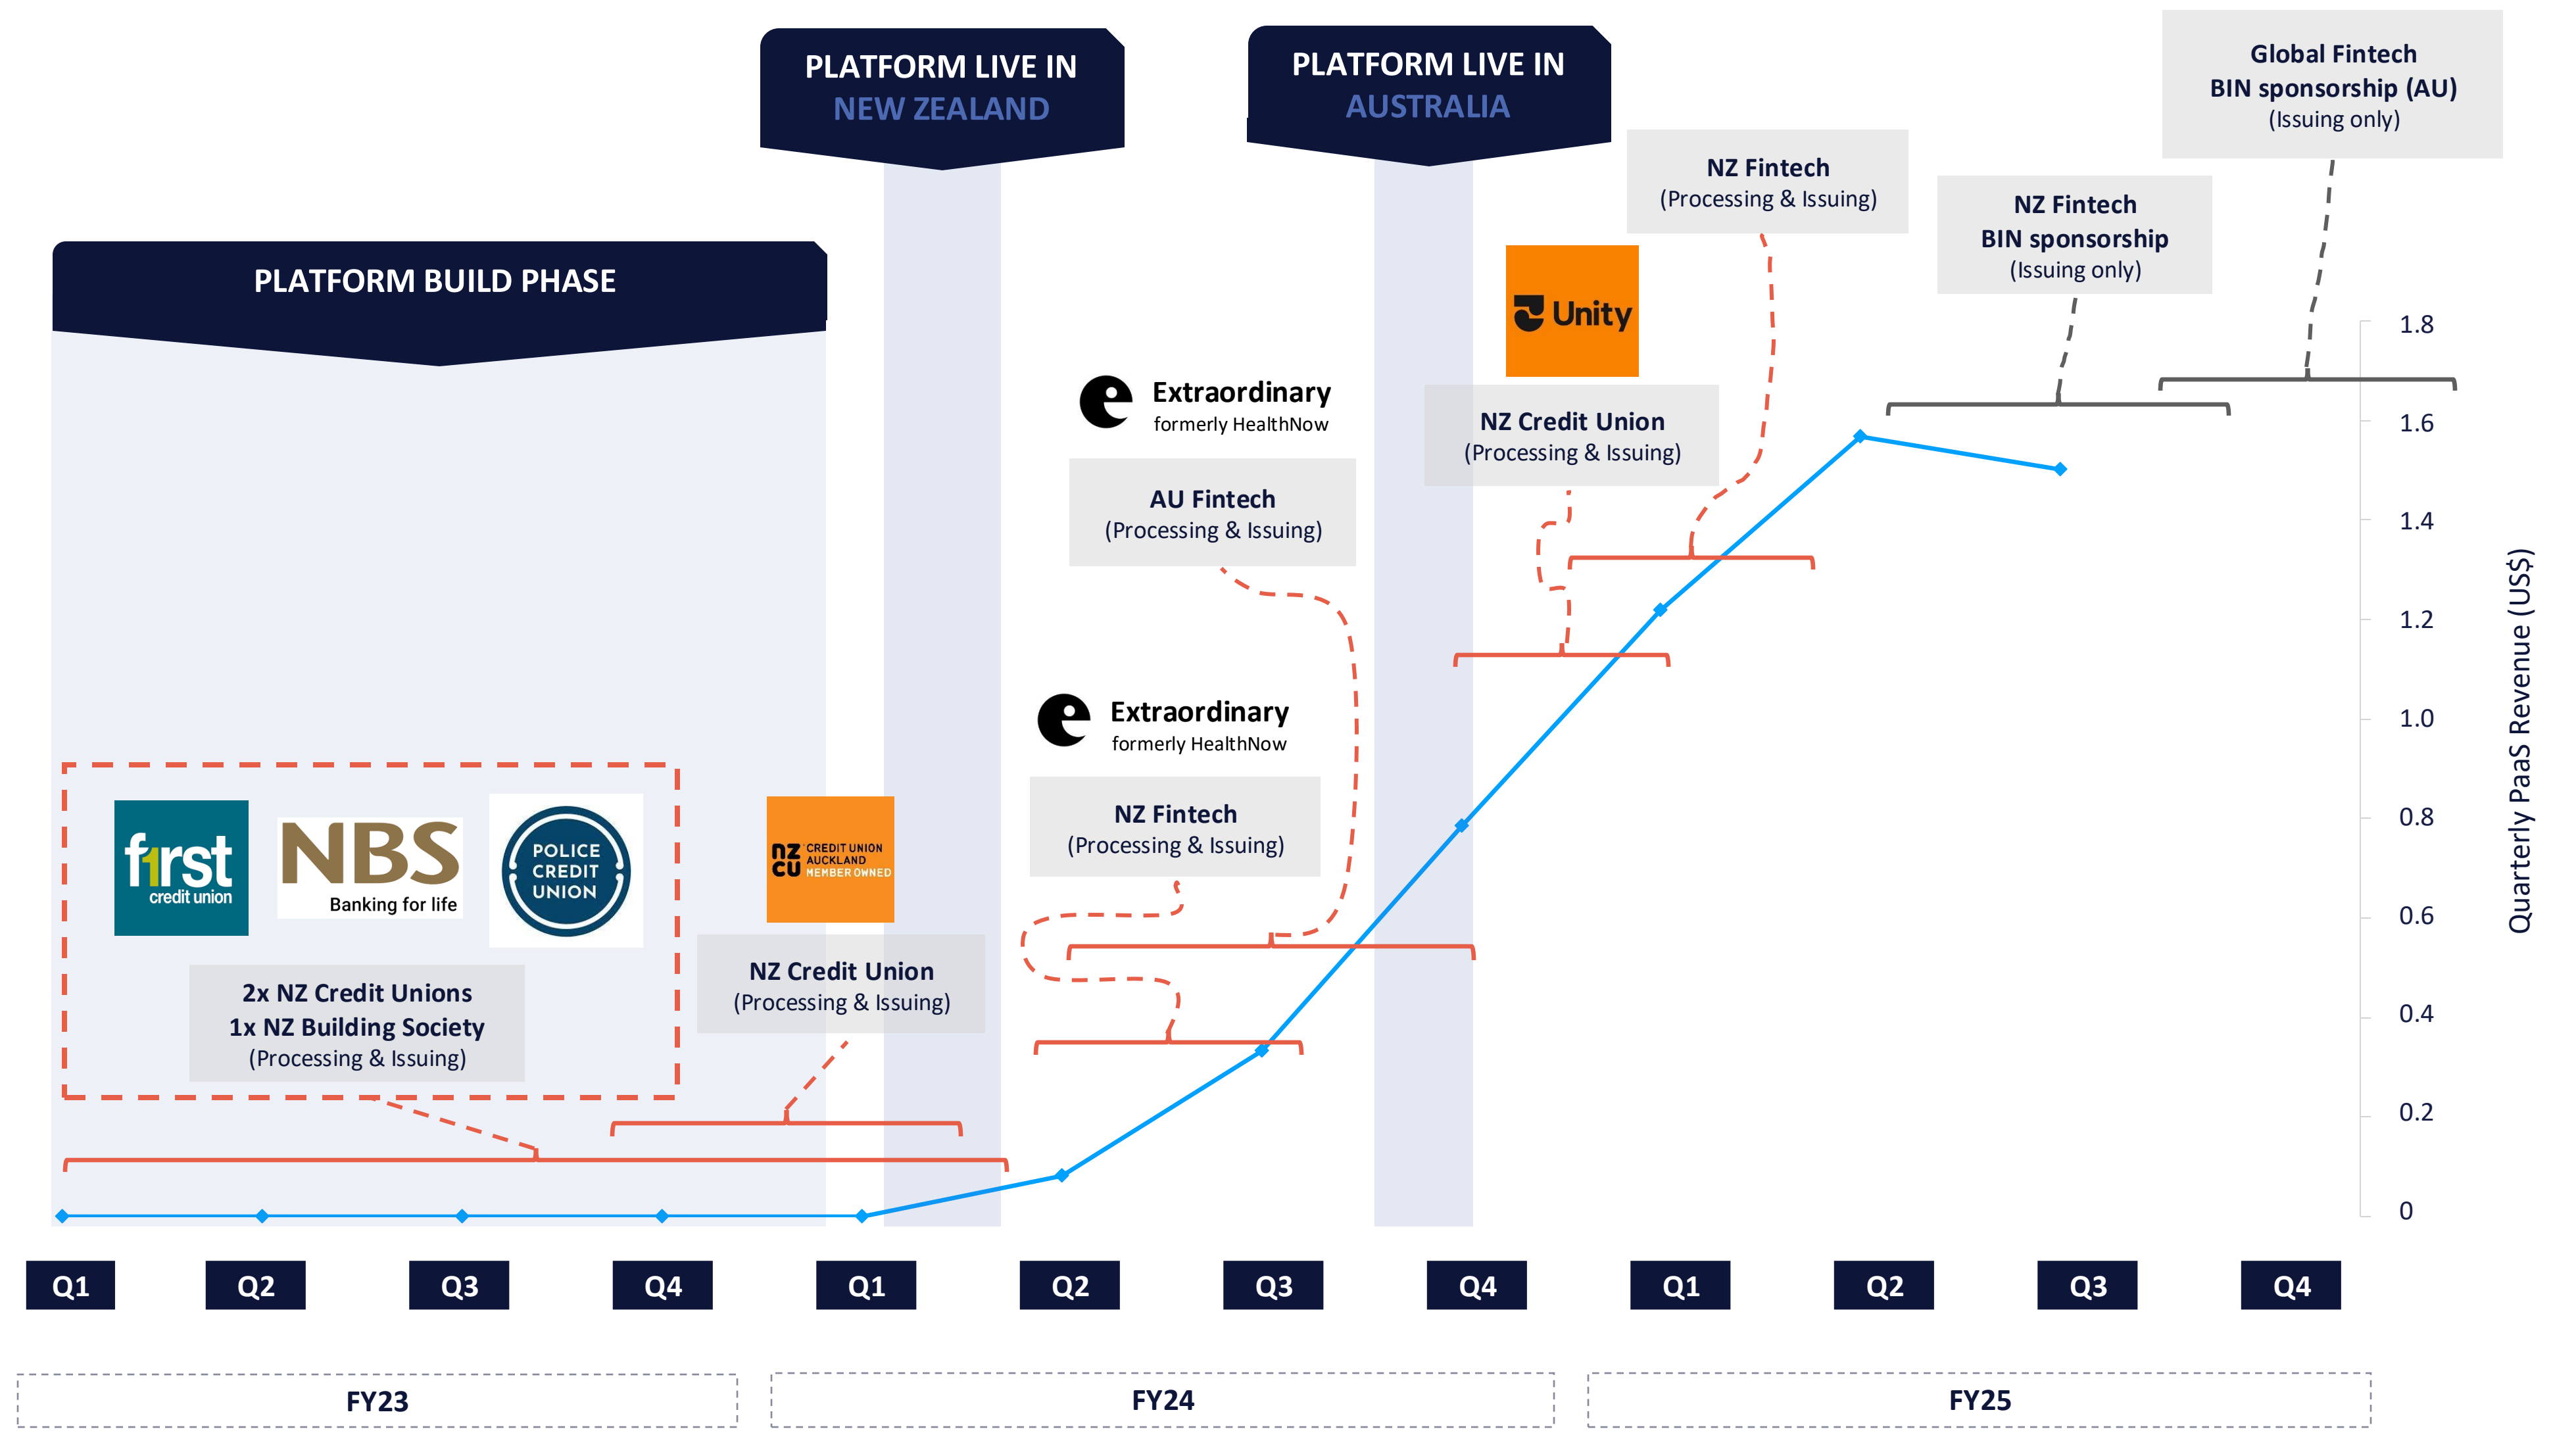 PLATFORM LIVE IN
NEW ZEALAND
PLATFORM LIVE IN
AUSTRALIA
Global Fintech
BIN sponsorship (AU)
(Issuing only)
NZ Fintech
(Processing & Issuing)
NZ Fintech
BIN sponsorship
(Issuing only)
PLATFORM BUILD PHASE
Unity
NZ Credit Union
(Processing & Issuing)
Extraordinary
formerly HealthNow
AU Fintech
(Processing & Issuing)
Extraordinary
formerly HealthNow
NZ Fintech
(Processing & Issuing)
f1rst
credit union
NBS
Banking for life
POLICE
CREDIT
UNION
nz
cu
CREDIT UNION
AUCKLAND
MEMBER OWNED
2x NZ Credit Unions
1x NZ Building Society
(Processing & Issuing)
NZ Credit Union
(Processing & Issuing)
1.8
1.6
1.4
1.2
1.0
0.8
0.6
0.4
0.2
0
Quarterly PaaS Revenue (US$)
Q1 Q2 Q3 Q4 Q1 Q2 Q3 Q4 Q1 Q2 Q3 Q4
FY23 FY24 FY25